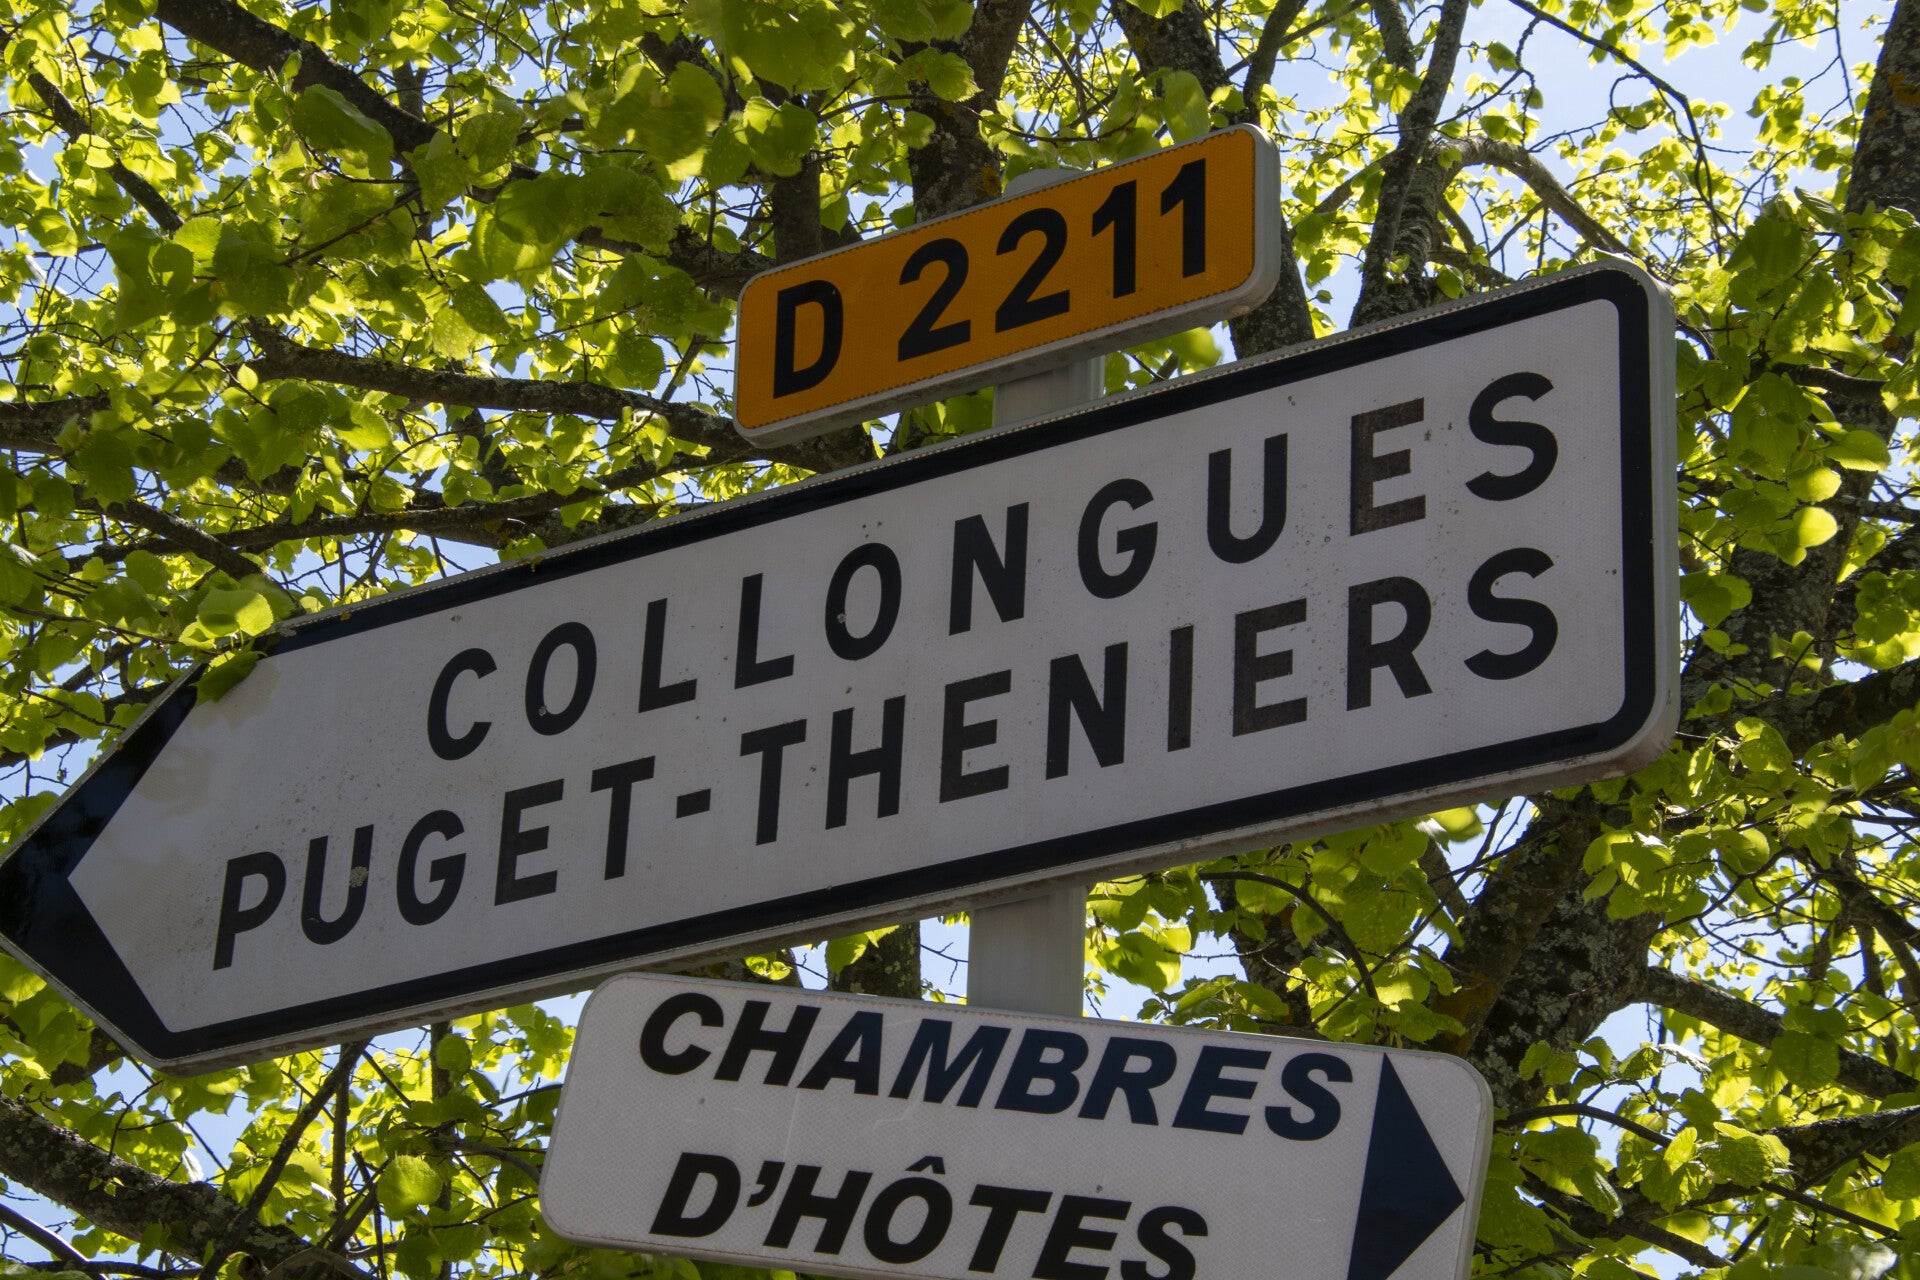 D 2211
COLLONGUES
PUGET-THENIERS
CHAMBRES
D'HÔTES